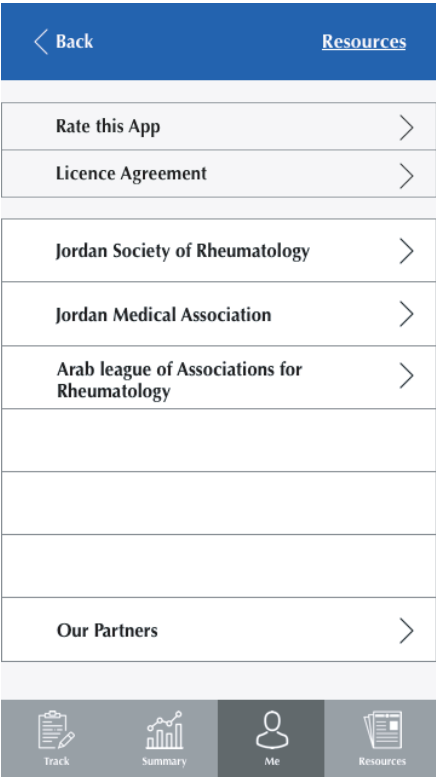 Back
Resources
Rate this App
Licence Agreement
Jordan Society of Rheumatology
Jordan Medical Association
Arab league of Associations for
Rheumatology
Our Partners
Track
Summary
Me
Resources